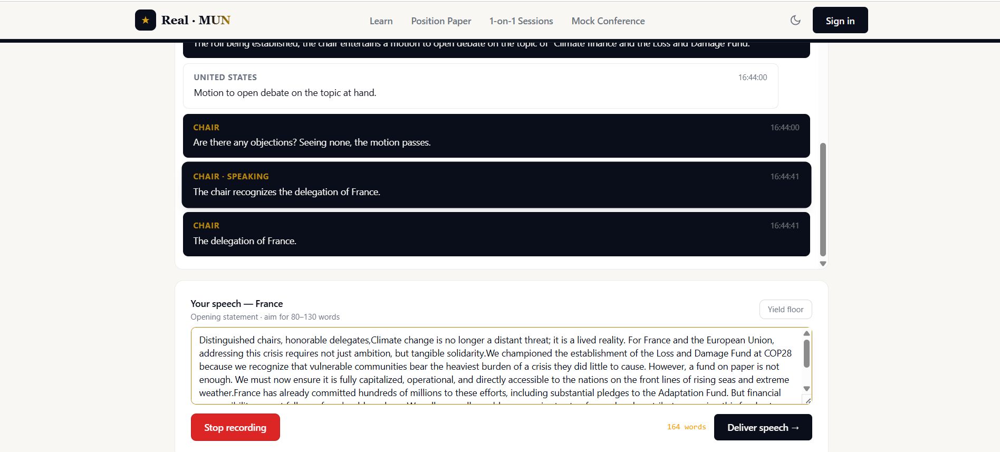 Real · MUN
Learn
Position Paper
1-on-1 Sessions
Mock Conference
Sign in
The roll being established, the chair entertains a motion to open debate on the topic of "Climate finance and the Loss and Damage Fund."
UNITED STATES
16:44:00
Motion to open debate on the topic at hand.
CHAIR
16:44:00
Are there any objections? Seeing none, the motion passes.
CHAIR · SPEAKING
16:44:41
The chair recognizes the delegation of France.
CHAIR
16:44:41
The delegation of France.
Your speech — France
Opening statement · aim for 80–130 words
Yield floor
Distinguished chairs, honorable delegates,Climate change is no longer a distant threat; it is a lived reality. For France and the European Union,
addressing this crisis requires not just ambition, but tangible solidarity.We championed the establishment of the Loss and Damage Fund at COP28
because we recognize that vulnerable communities bear the heaviest burden of a crisis they did little to cause. However, a fund on paper is not
enough. We must now ensure it is fully capitalized, operational, and directly accessible to the nations on the front lines of rising seas and extreme
weather.France has already committed hundreds of millions to these efforts, including substantial pledges to the Adaptation Fund. But financial
Stop recording
164 words
Deliver speech →